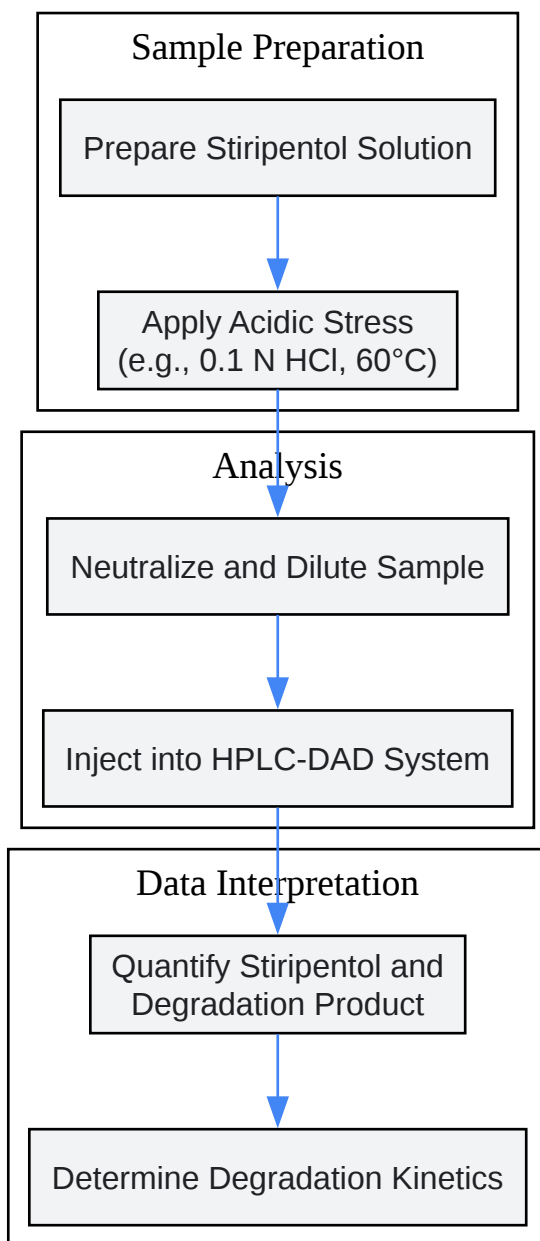 Sample Preparation
Prepare Stiripentol Solution
Apply Acidic Stress
(e.g., 0.1 N HCl, 60°C)
Analysis
Neutralize and Dilute Sample
Inject into HPLC-DAD System
Data Interpretation
Quantify Stiripentol and
Degradation Product
Determine Degradation Kinetics